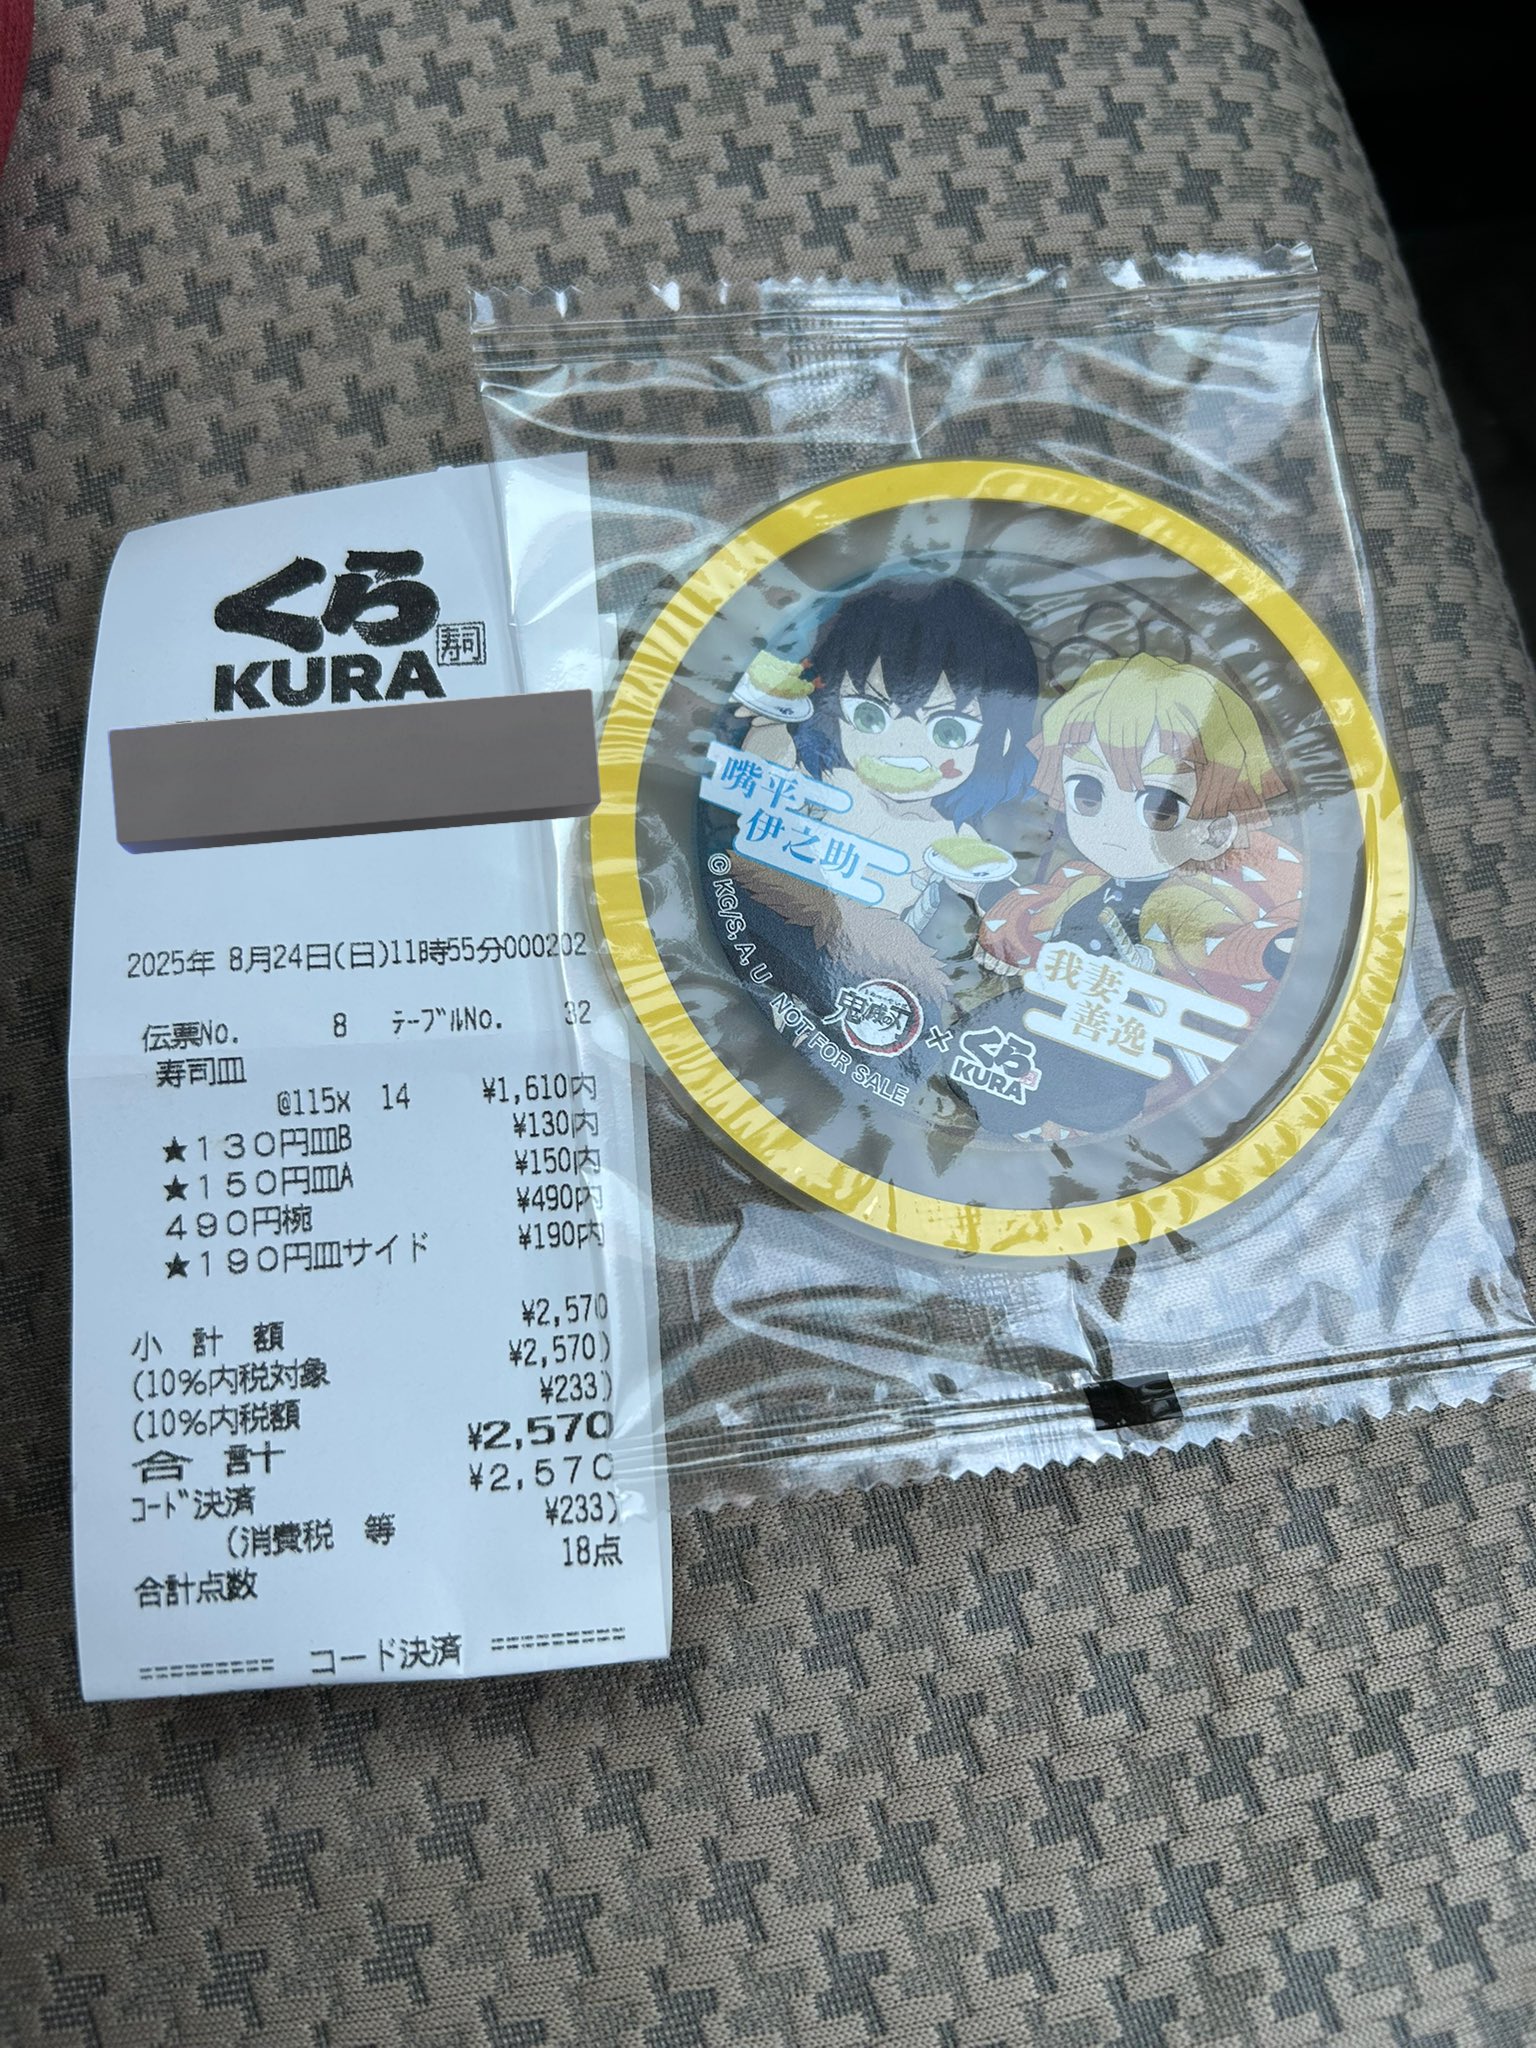 くら
寿司
KURA
2025年 8月24日(日)11時55分000202
伝票No. 8 テーブルNo. 32
寿司皿
@115x 14 ¥1,610内
★130円皿B ¥130内
★150円皿A ¥150内
490円椀 ¥490内
★190円皿サイド ¥190内
小 計 額 ¥2,570
(10%内税対象 ¥2,570)
(10%内税額 ¥233)
合 計 ¥2,570
コード決済 ¥2,570
(消費税 等 ¥233)
合計点数 18点
========= コード決済 =========
嘴平
伊之助
我妻
善逸
©KG/S,A,U NOT FOR SALE
鬼滅の刃
×
くら
KURA